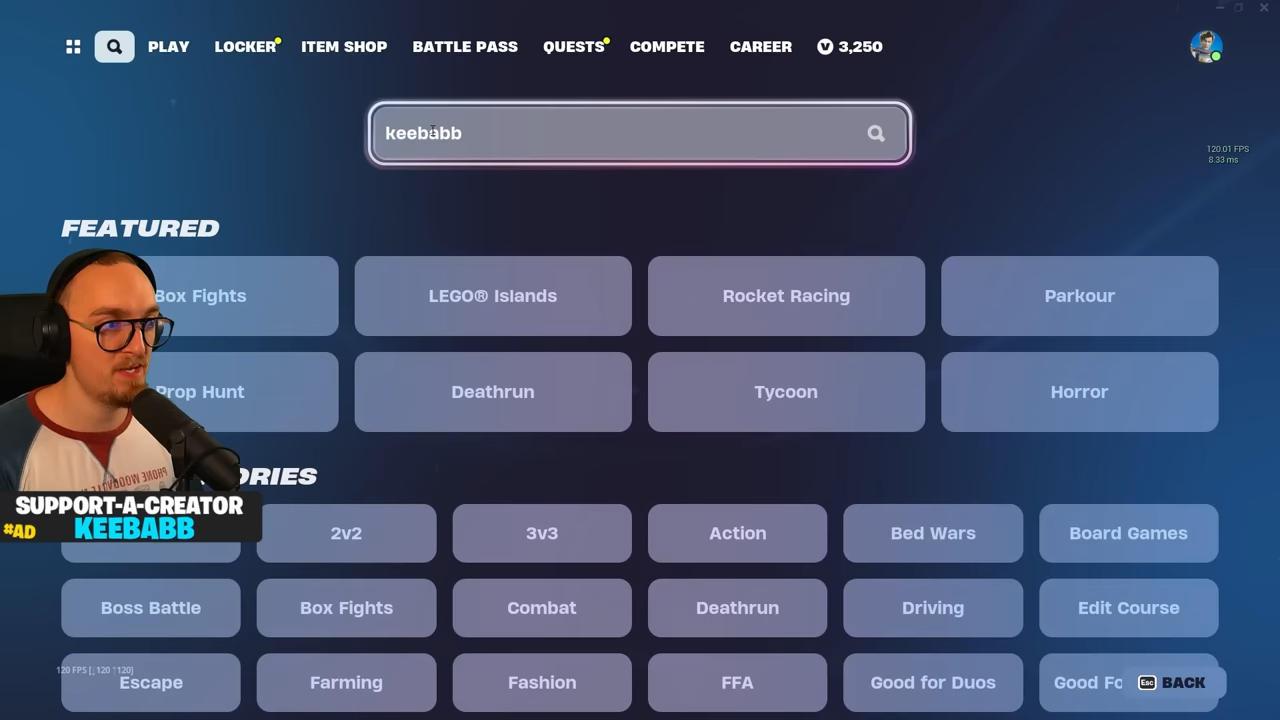 PLAY LOCKER ITEM SHOP BATTLE PASS QUESTS COMPETE CAREER V 3,250
keebabb
120.01 FPS
8.33 ms
FEATURED
Box Fights LEGO® Islands Rocket Racing Parkour
Prop Hunt Deathrun Tycoon Horror
ORIES
SUPPORT-A-CREATOR
#AD KEEBABB
2v2 3v3 Action Bed Wars Board Games
Boss Battle Box Fights Combat Deathrun Driving Edit Course
120 FPS
Escape Farming Fashion FFA Good for Duos Good Fo
Esc BACK